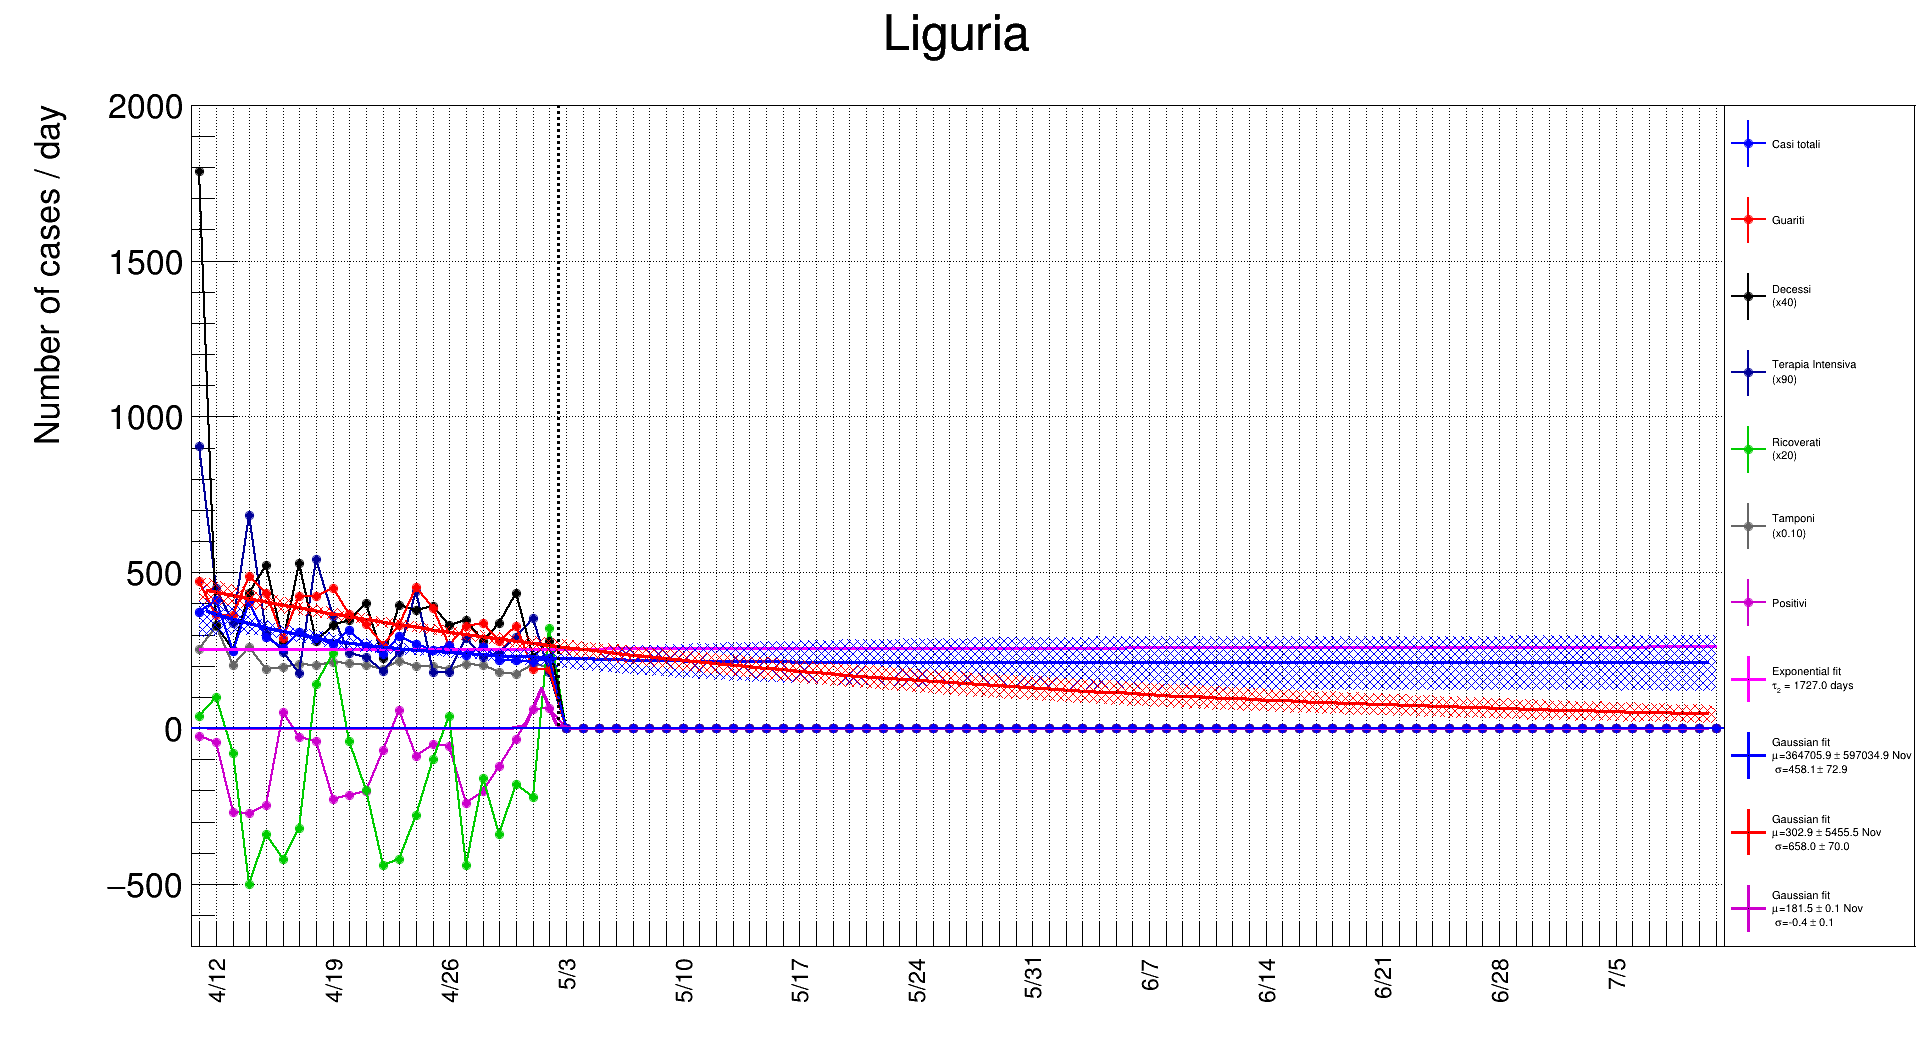 Liguria
Number of cases / day
2000
1500
1000
500
0
−500
4/12
4/19
4/26
5/3
5/10
5/17
5/24
5/31
6/7
6/14
6/21
6/28
7/5
Casi totali
Guariti
Decessi
(x40)
Terapia Intensiva
(x90)
Ricoverati
(x20)
Tamponi
(x0.10)
Positivi
Exponential fit
τ₂ = 1727.0 days
Gaussian fit
μ=364705.9 ± 597034.9 Nov
σ=458.1 ± 72.9
Gaussian fit
μ=302.9 ± 5455.5 Nov
σ=658.0 ± 70.0
Gaussian fit
μ=181.5 ± 0.1 Nov
σ=-0.4 ± 0.1